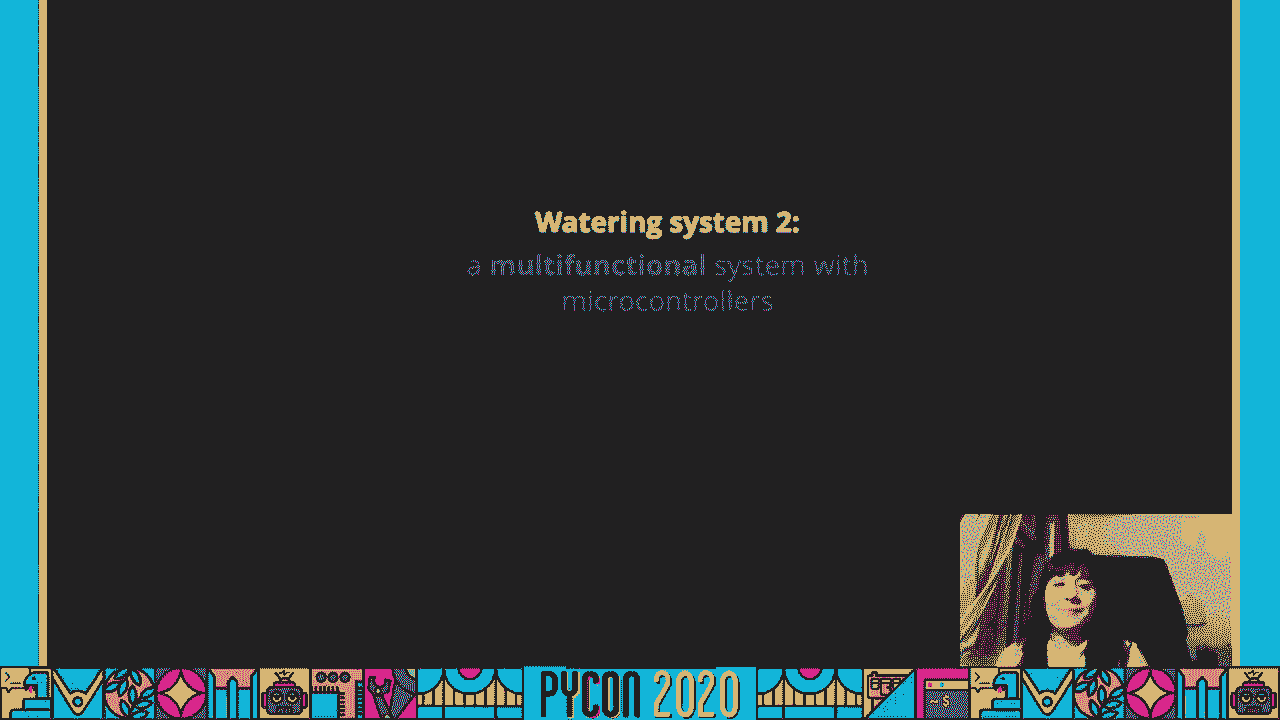 Watering system 2:
a multifunctional system with
microcontrollers
PYCON 2020